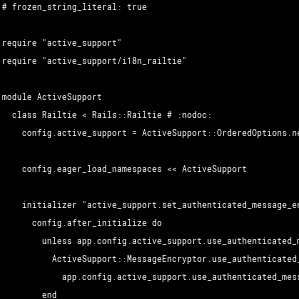 # frozen_string_literal: true
require "active_support"
require "active_support/i18n_railtie"
module ActiveSupport
class Railtie < Rails::Railtie # :nodoc:
config.active_support = ActiveSupport::OrderedOptions.ne
config.eager_load_namespaces << ActiveSupport
initializer "active_support.set_authenticated_message_en
config.after_initialize do
unless app.config.active_support.use_authenticated_m
ActiveSupport::MessageEncryptor.use_authenticated_
app.config.active_support.use_authenticated_mess
end